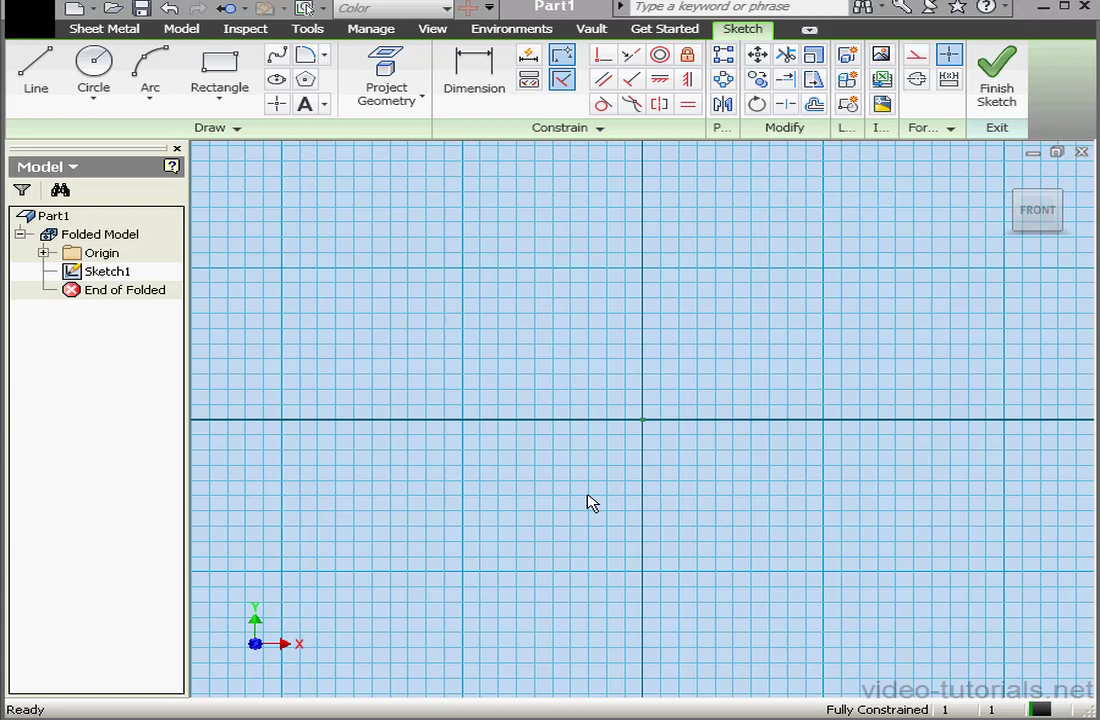 Color
Part1
Type a keyword or phrase
Sheet Metal Model Inspect Tools Manage View Environments Vault Get Started Sketch
Line Circle Arc Rectangle
A
Project
Geometry
Dimension
Finish
Sketch
Draw Constrain P... Modify L... I... For... Exit
Model
Part1
Folded Model
Origin
Sketch1
End of Folded
FRONT
Y
X
video-tutorials.net
Ready Fully Constrained 1 1